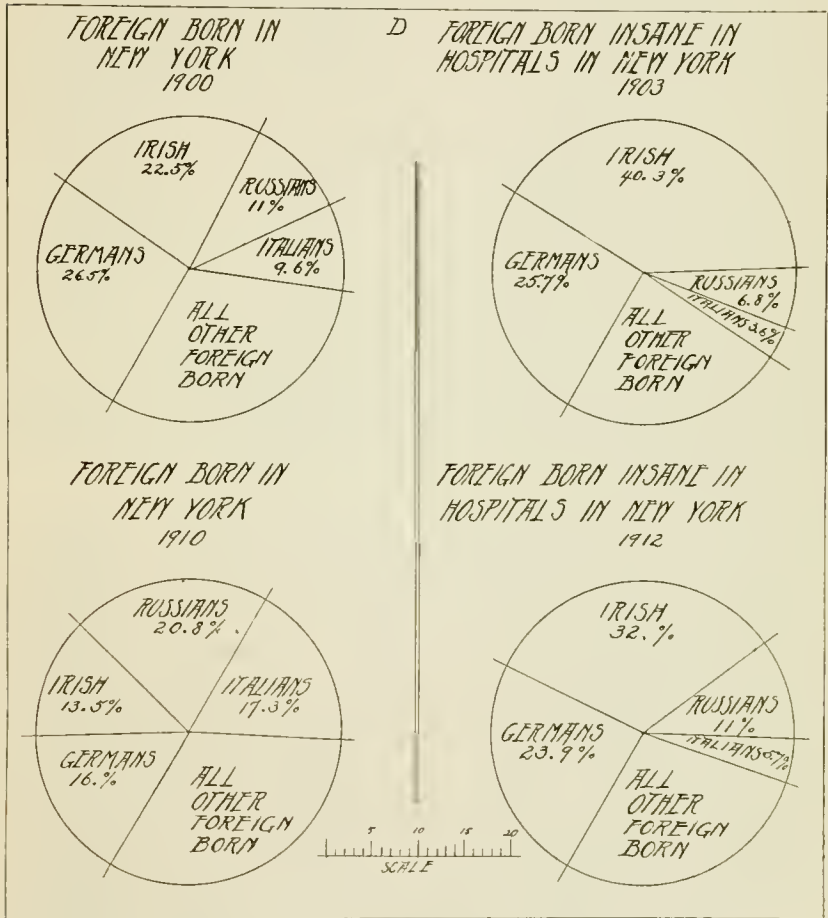 FOREIGN BORN IN
NEW YORK
1900
IRISH
22.5%
RUSSIANS
11%
ITALIANS
9.6%
GERMANS
26.5%
ALL
OTHER
FOREIGN
BORN
D
FOREIGN BORN INSANE IN
HOSPITALS IN NEW YORK
1903
IRISH
40.3%
GERMANS
25.7%
RUSSIANS
6.8%
ITALIANS 3.6%
ALL
OTHER
FOREIGN
BORN
FOREIGN BORN IN
NEW YORK
1910
RUSSIANS
20.8%
IRISH
13.5%
ITALIANS
17.3%
GERMANS
16.%
ALL
OTHER
FOREIGN
BORN
FOREIGN BORN INSANE IN
HOSPITALS IN NEW YORK
1912
IRISH
32.%
RUSSIANS
11%
GERMANS
23.9%
ITALIANS
ALL
OTHER
FOREIGN
BORN
5 10 15 20
SCALE